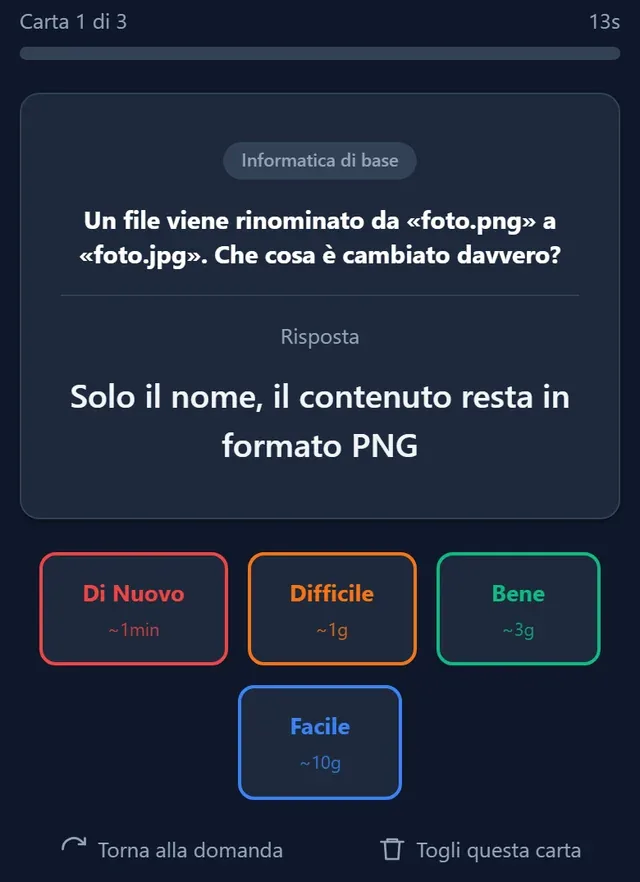 Carta 1 di 3
13s
Informatica di base
Un file viene rinominato da «foto.png» a
«foto.jpg». Che cosa è cambiato davvero?
Risposta
Solo il nome, il contenuto resta in
formato PNG
Di Nuovo
~1min
Difficile
~1g
Bene
~3g
Facile
~10g
Torna alla domanda
Togli questa carta